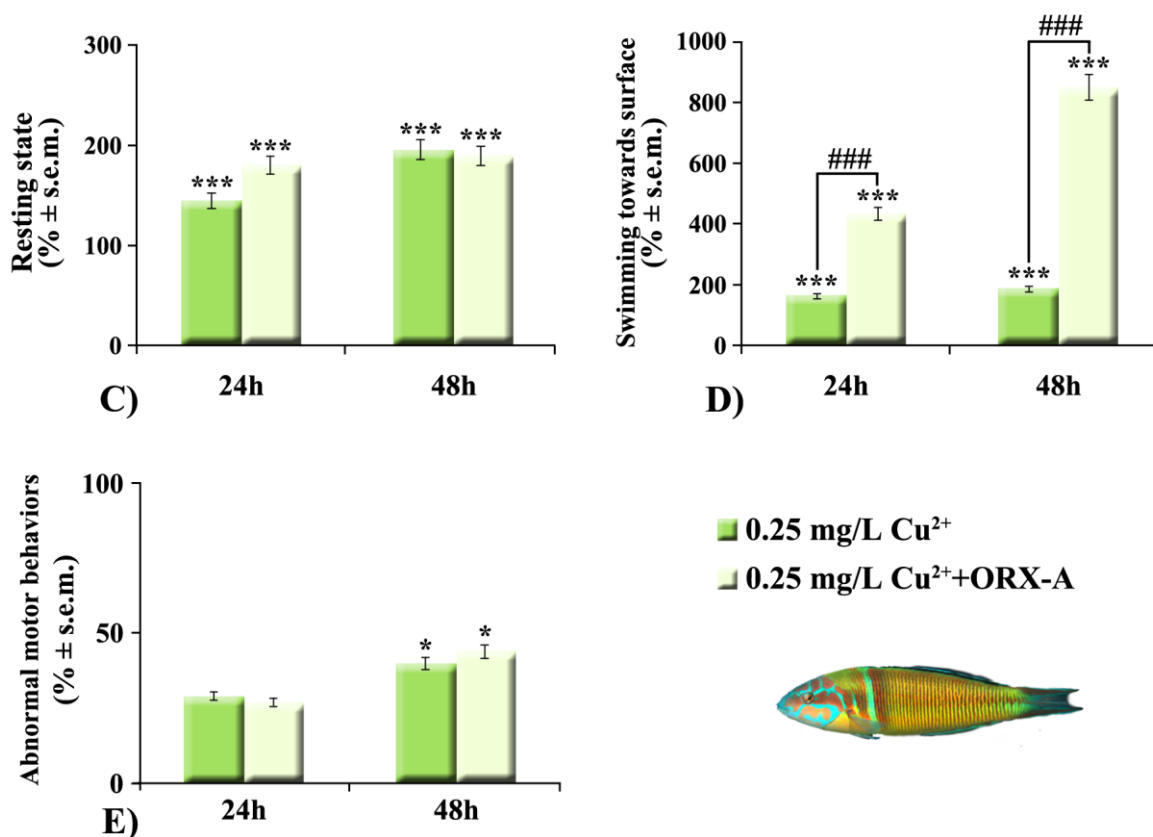 Resting state
(% ± s.e.m.)
300
200
100
0
***
***
***
***
24h
48h
C)
Swimming towards surface
(% ± s.e.m.)
1000
800
600
400
200
0
###
###
***
***
***
***
24h
48h
D)
Abnormal motor behaviors
(% ± s.e.m.)
100
50
0
*
*
24h
48h
E)
0.25 mg/L Cu²⁺
0.25 mg/L Cu²⁺+ORX-A